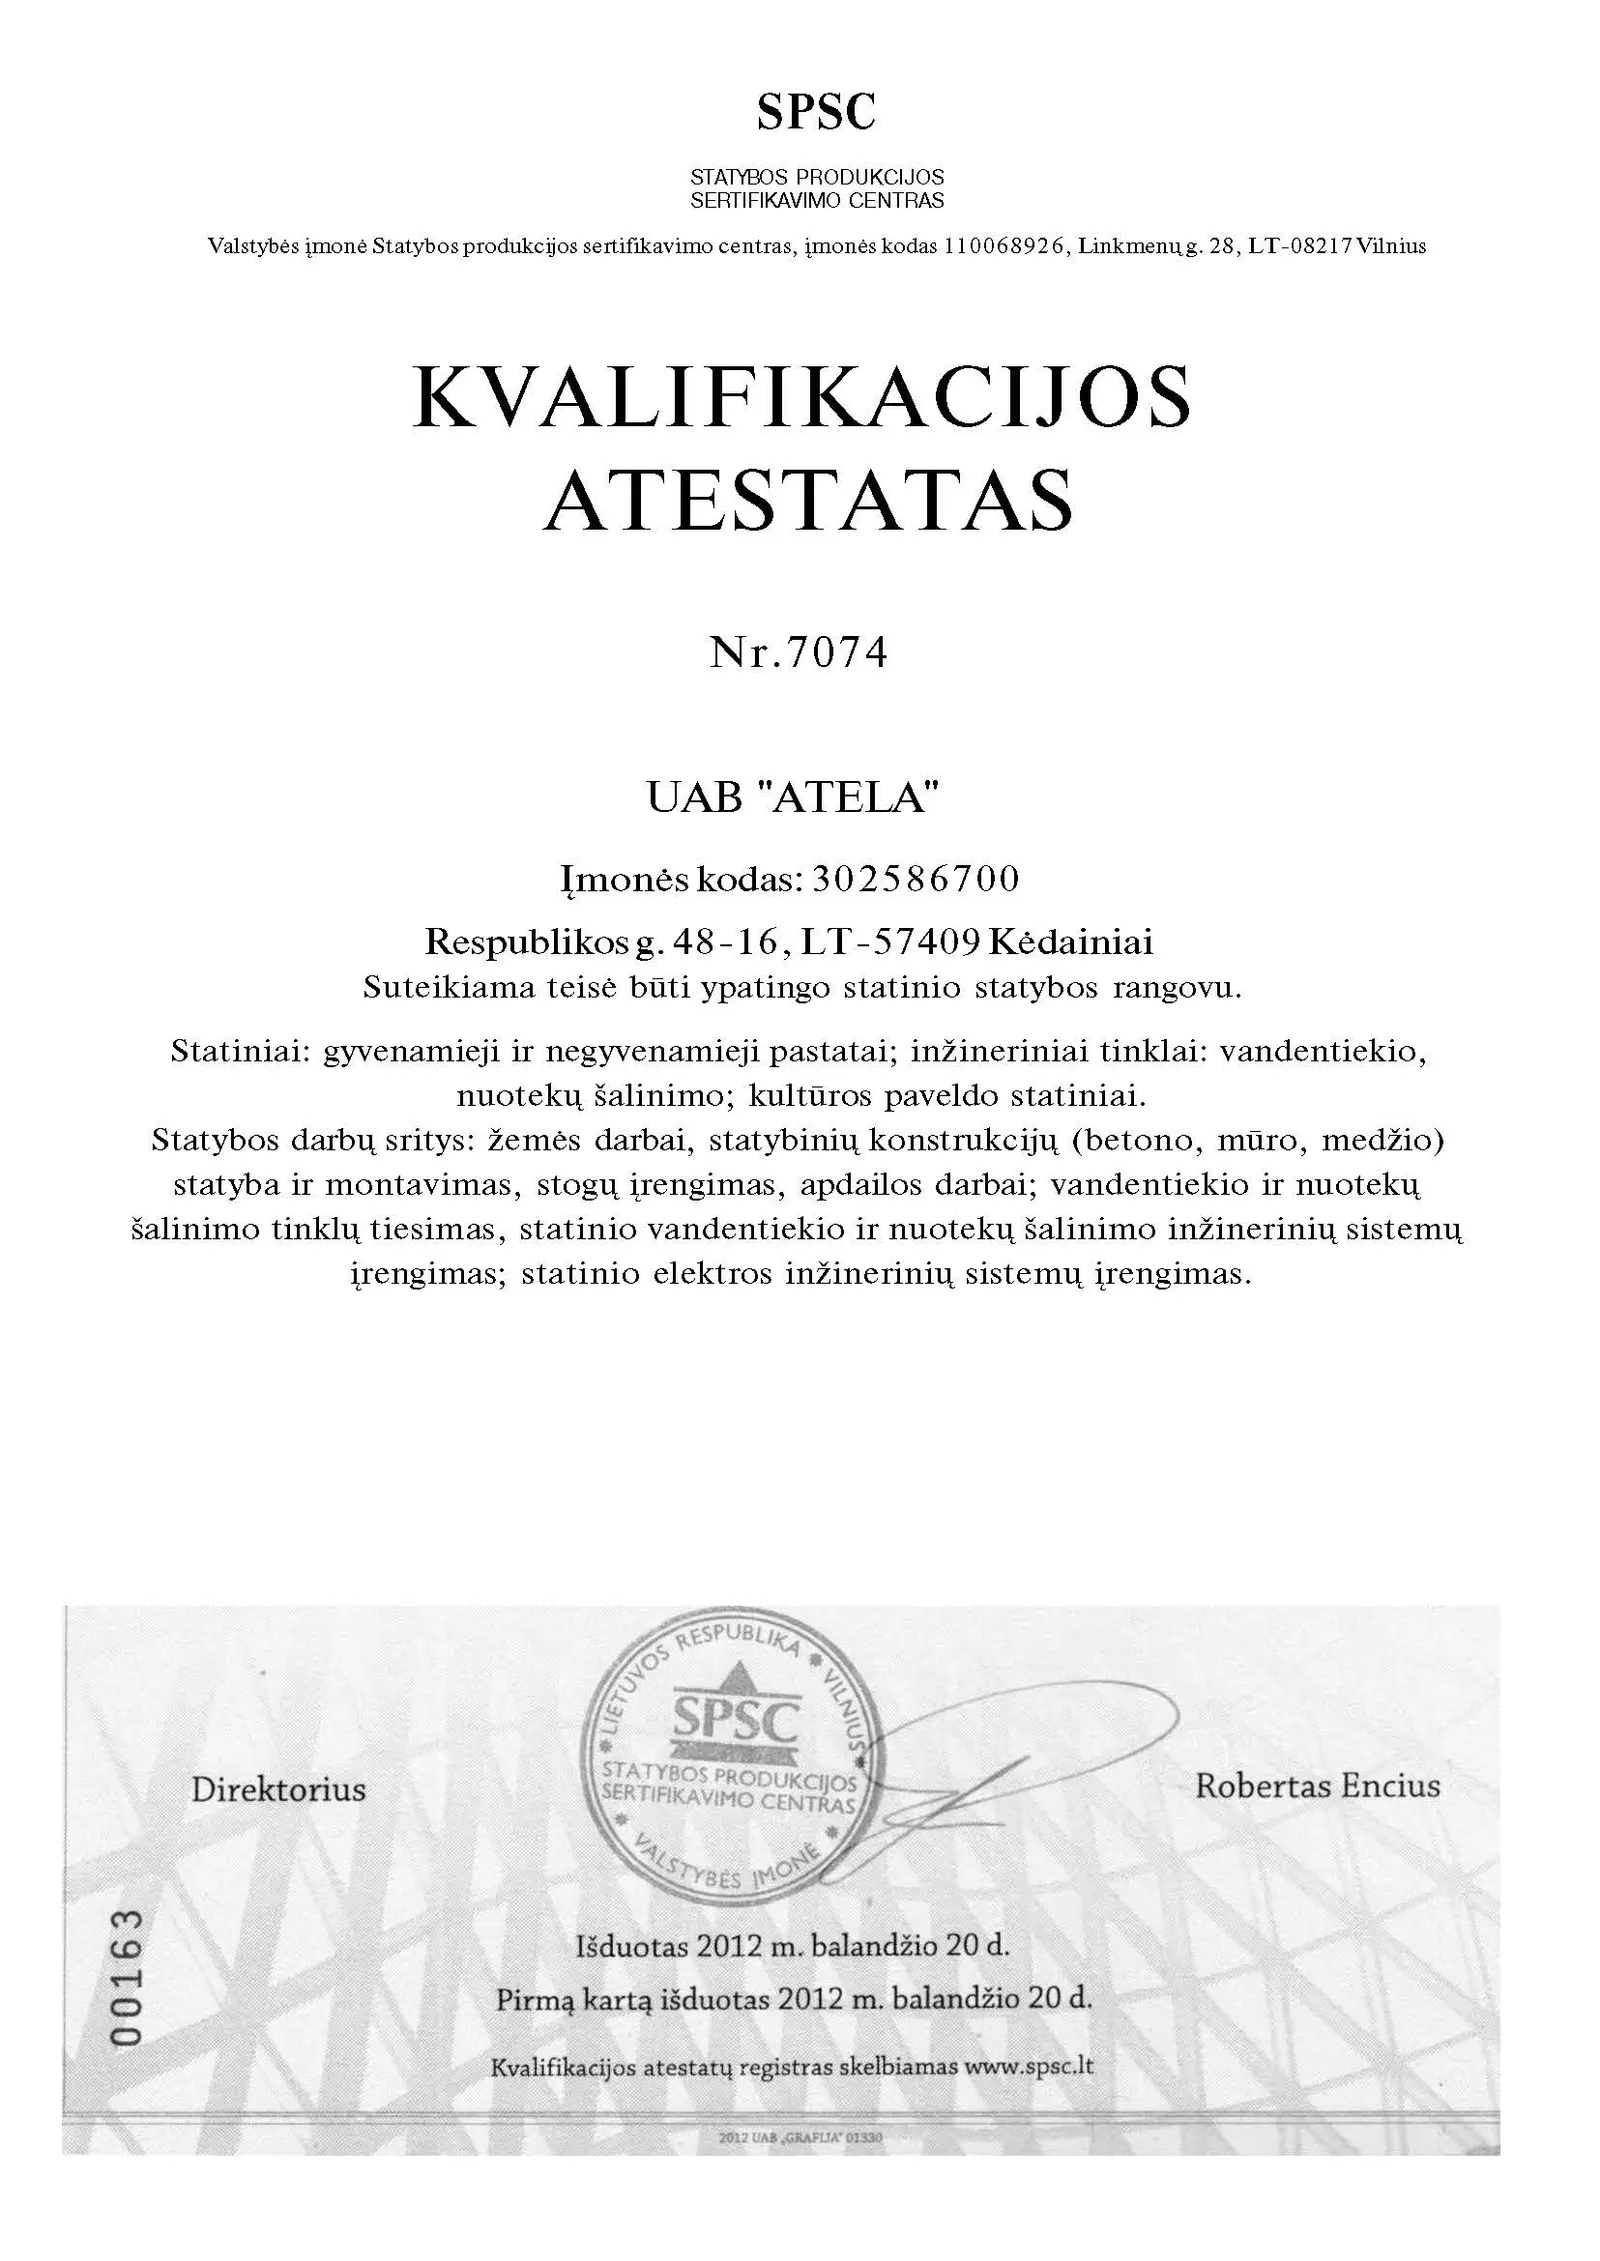 SPSC
STATYBOS PRODUKCIJOS
SERTIFIKAVIMO CENTRAS
Valstybės įmonė Statybos produkcijos sertifikavimo centras, įmonės kodas 110068926, Linkmenų g. 28, LT-08217 Vilnius
KVALIFIKACIJOS
ATESTATAS
Nr.7074
UAB "ATELA"
Įmonės kodas: 302586700
Respublikos g. 48-16, LT-57409 Kėdainiai
Suteikiama teisė būti ypatingo statinio statybos rangovu.
Statiniai: gyvenamieji ir negyvenamieji pastatai; inžineriniai tinklai: vandentiekio,
nuotekų šalinimo; kultūros paveldo statiniai.
Statybos darbų sritys: žemės darbai, statybinių konstrukcijų (betono, mūro, medžio)
statyba ir montavimas, stogų įrengimas, apdailos darbai; vandentiekio ir nuotekų
šalinimo tinklų tiesimas, statinio vandentiekio ir nuotekų šalinimo inžinerinių sistemų
įrengimas; statinio elektros inžinerinių sistemų įrengimas.
LIETUVOS RESPUBLIKA * VILNIUS
SPSC
STATYBOS PRODUKCIJOS
SERTIFIKAVIMO CENTRAS
VALSTYBĖS ĮMONĖ
Direktorius
Robertas Encius
00163
Išduotas 2012 m. balandžio 20 d.
Pirmą kartą išduotas 2012 m. balandžio 20 d.
Kvalifikacijos atestatų registras skelbiamas www.spsc.lt
2012 UAB „GRAFIJA" 01330